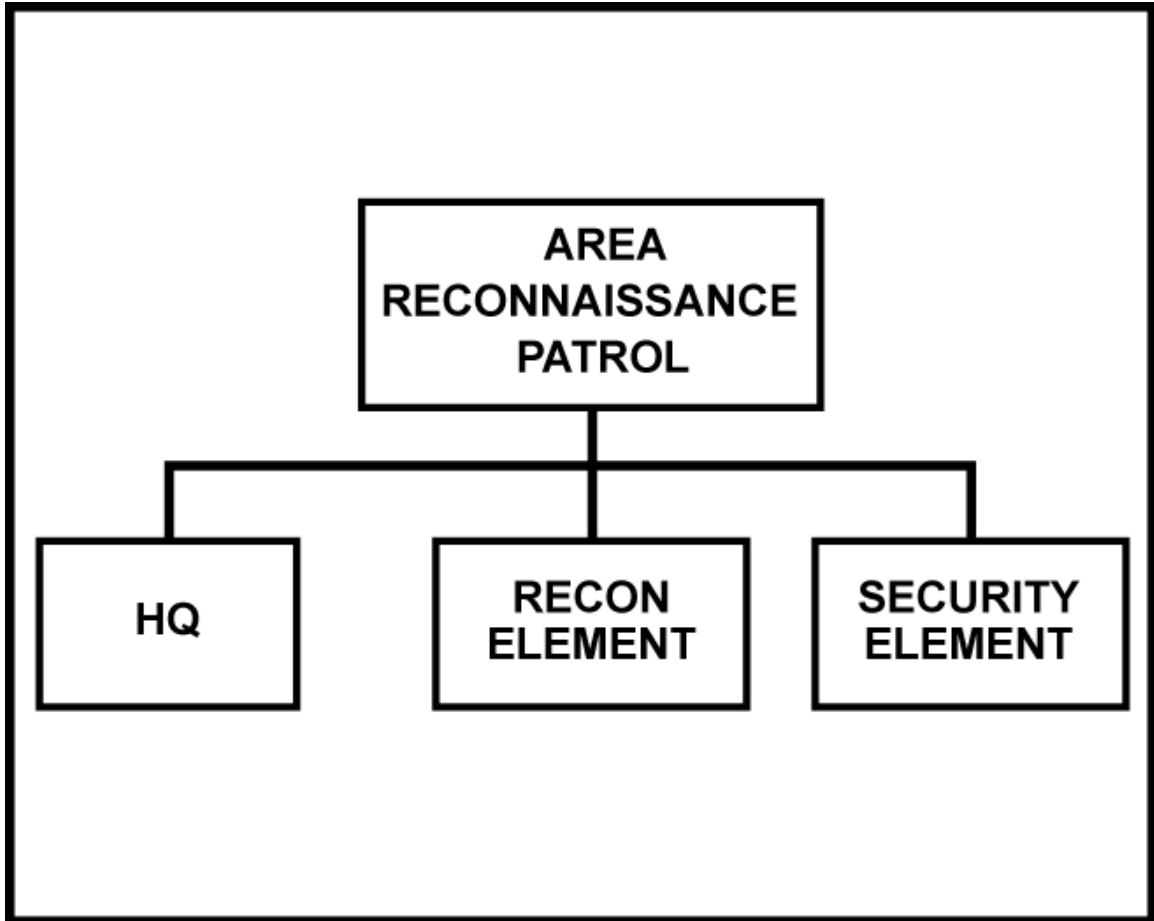 AREA
RECONNAISSANCE
PATROL
HQ
RECON
ELEMENT
SECURITY
ELEMENT